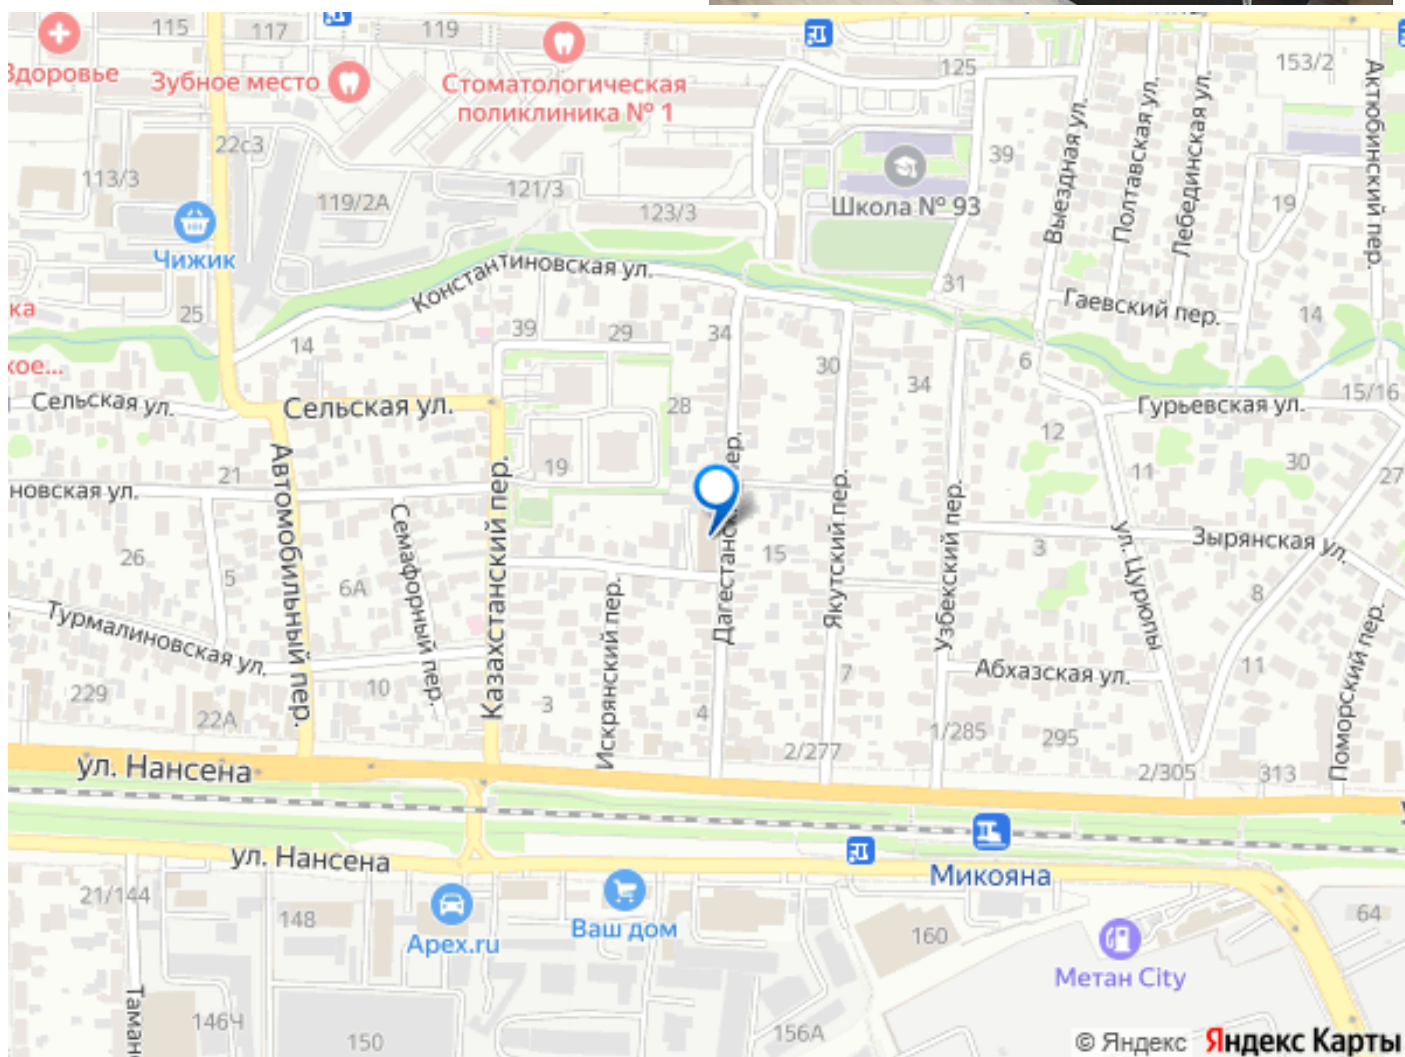 115
117
119
Здоровье
Зубное место
Стоматологическая
поликлиника № 1
125
153/2
Актюбинский пер.
Выездная ул.
Полтавская ул.
Лебединская ул.
22с3
113/3
119/2А
121/3
123/3
39
Школа № 93
19
Чижик
Константиновская ул.
31
Гаевский пер.
14
ка
25
39
29
34
14
кое...
30
34
6
15/16
Сельская ул.
Сельская ул.
28
Гурьевская ул.
12
11
30
27
21
19
новская ул.
Автомобильный пер.
Казахстанский пер.
Семафорный пер.
Якутский пер.
Узбекский пер.
ул. Цурюпы
Зырянская ул.
26
5
6А
15
3
8
Турмалиновская ул.
Искрянский пер.
Поморский пер.
229
22А
10
3
4
7
Абхазская ул.
11
2/277
1/285
295
2/305
313
ул. Нансена
ул. Нансена
Микояна
21/144
148
Apex.ru
Ваш дом
160
64
Метан City
146Ч
150
156А
© Яндекс Яндекс Карты